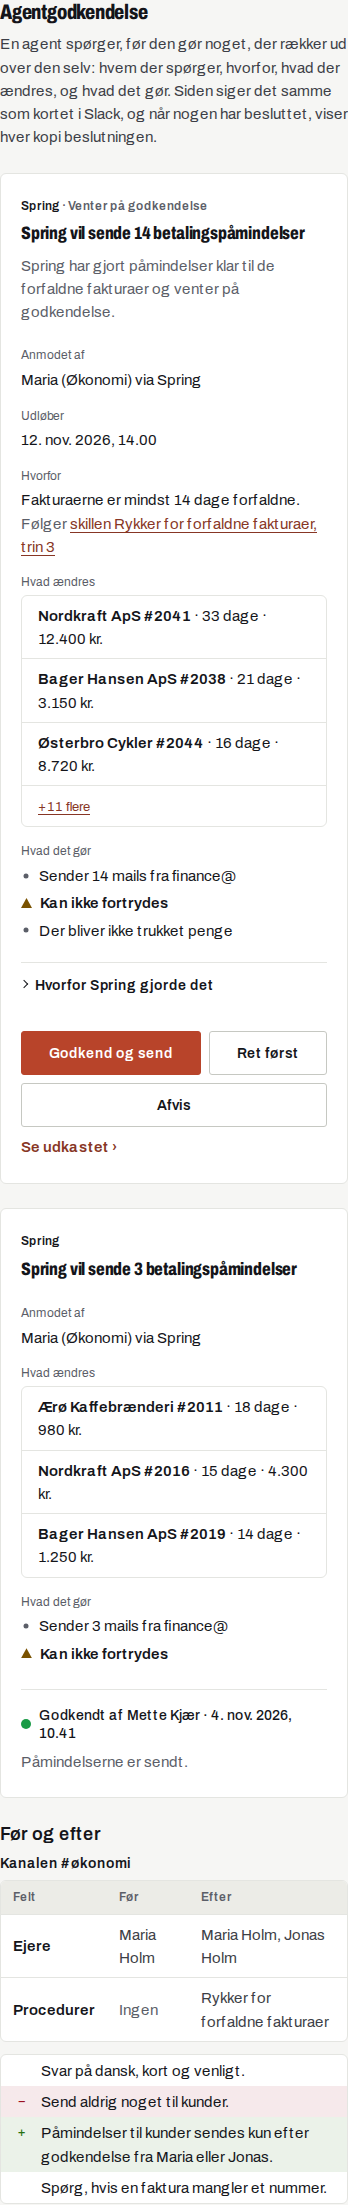 Agentgodkendelse
En agent spørger, før den gør noget, der rækker ud
over den selv: hvem der spørger, hvorfor, hvad der
ændres, og hvad det gør. Siden siger det samme
som kortet i Slack, og når nogen har besluttet, viser
hver kopi beslutningen.
Spring · Venter på godkendelse
Spring vil sende 14 betalingspåmindelser
Spring har gjort påmindelser klar til de
forfaldne fakturaer og venter på
godkendelse.
Anmodet af
Maria (Økonomi) via Spring
Udløber
12. nov. 2026, 14.00
Hvorfor
Fakturaerne er mindst 14 dage forfaldne.
Følger skillen Rykker for forfaldne fakturaer,
trin 3
Hvad ændres
Nordkraft ApS #2041 · 33 dage ·
12.400 kr.
Bager Hansen ApS #2038 · 21 dage ·
3.150 kr.
Østerbro Cykler #2044 · 16 dage ·
8.720 kr.
+11 flere
Hvad det gør
• Sender 14 mails fra finance@
▲ Kan ikke fortrydes
• Der bliver ikke trukket penge
› Hvorfor Spring gjorde det
Godkend og send Ret først
Afvis
Se udkastet ›
Spring
Spring vil sende 3 betalingspåmindelser
Anmodet af
Maria (Økonomi) via Spring
Hvad ændres
Ærø Kaffebrænderi #2011 · 18 dage ·
980 kr.
Nordkraft ApS #2016 · 15 dage · 4.300
kr.
Bager Hansen ApS #2019 · 14 dage ·
1.250 kr.
Hvad det gør
• Sender 3 mails fra finance@
▲ Kan ikke fortrydes
Godkendt af Mette Kjær · 4. nov. 2026,
10.41
Påmindelserne er sendt.
Før og efter
Kanalen #økonomi
Felt Før Efter
Ejere Maria Holm Maria Holm, Jonas Holm
Procedurer Ingen Rykker for forfaldne fakturaer
Svar på dansk, kort og venligt.
− Send aldrig noget til kunder.
+ Påmindelser til kunder sendes kun efter
godkendelse fra Maria eller Jonas.
Spørg, hvis en faktura mangler et nummer.